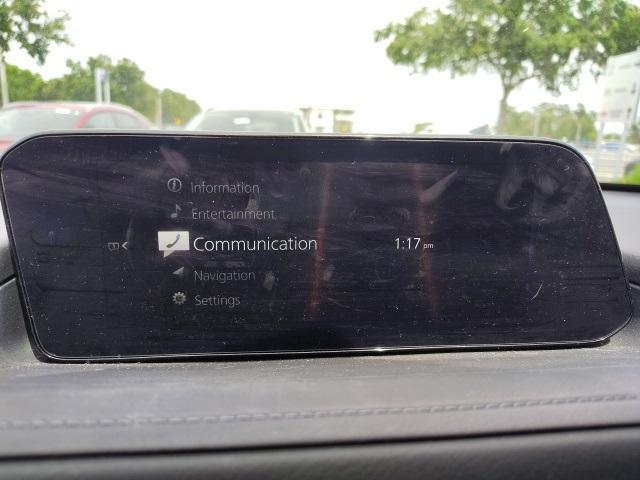 Information
Entertainment
Communication
1:17 pm
Navigation
Settings